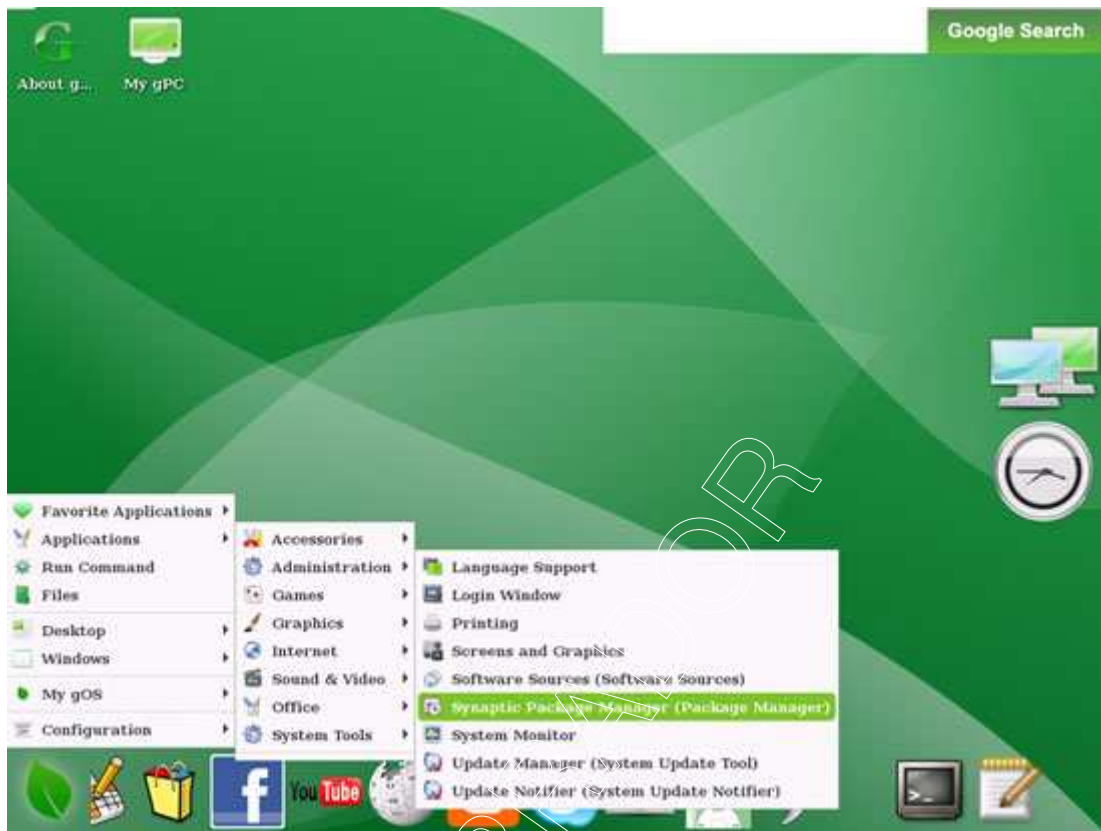 Google Search
About g...
My gPC
Favorite Applications
Applications
Run Command
Files
Desktop
Windows
My gOS
Configuration
Accessories
Administration
Games
Graphics
Internet
Sound & Video
Office
System Tools
Language Support
Login Window
Printing
Screens and Graphics
Software Sources (Software Sources)
Synaptic Package Manager (Package Manager)
System Monitor
Update Manager (System Update Tool)
Update Notifier (System Update Notifier)
You Tube